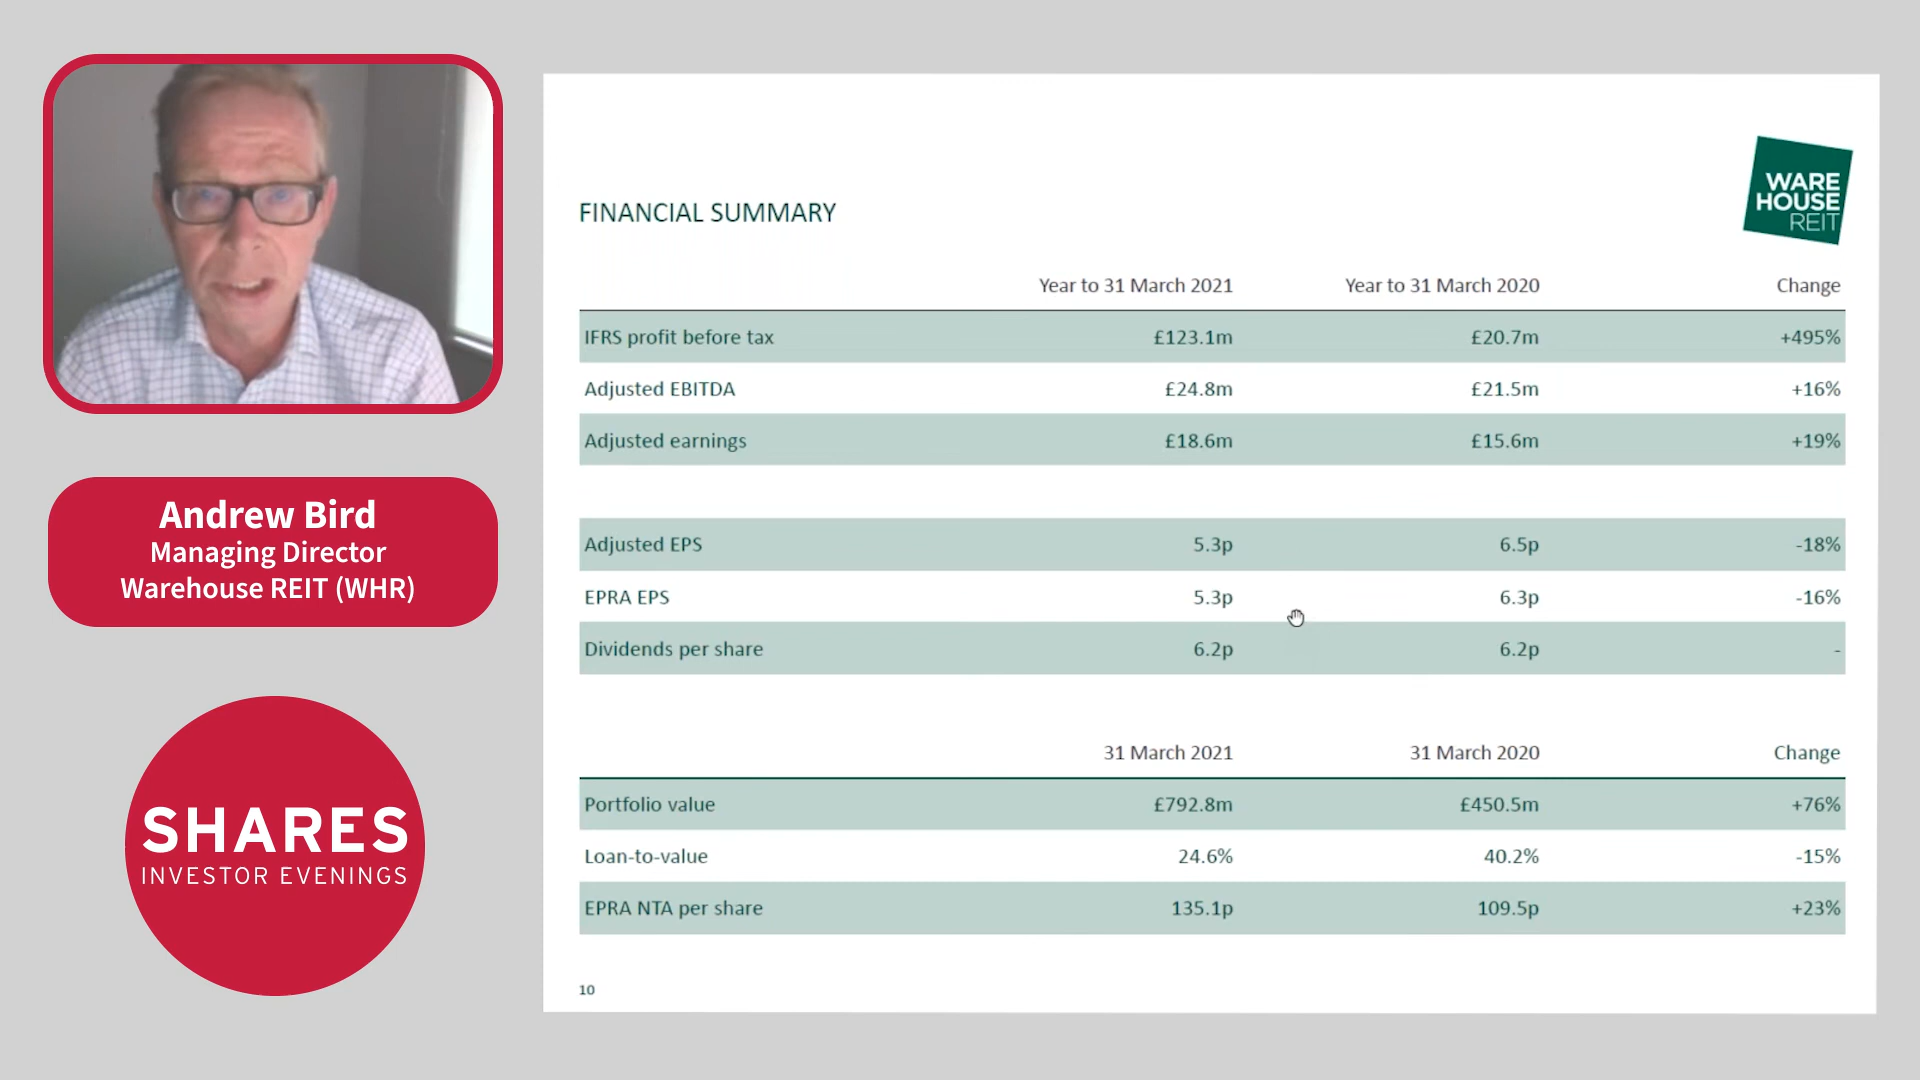 Andrew Bird
Managing Director
Warehouse REIT (WHR)
SHARES
INVESTOR EVENINGS
WARE
HOUSE
REIT
FINANCIAL SUMMARY
Year to 31 March 2021 Year to 31 March 2020 Change
IFRS profit before tax £123.1m £20.7m +495%
Adjusted EBITDA £24.8m £21.5m +16%
Adjusted earnings £18.6m £15.6m +19%
Adjusted EPS 5.3p 6.5p -18%
EPRA EPS 5.3p 6.3p -16%
Dividends per share 6.2p 6.2p -
31 March 2021 31 March 2020 Change
Portfolio value £792.8m £450.5m +76%
Loan-to-value 24.6% 40.2% -15%
EPRA NTA per share 135.1p 109.5p +23%
10